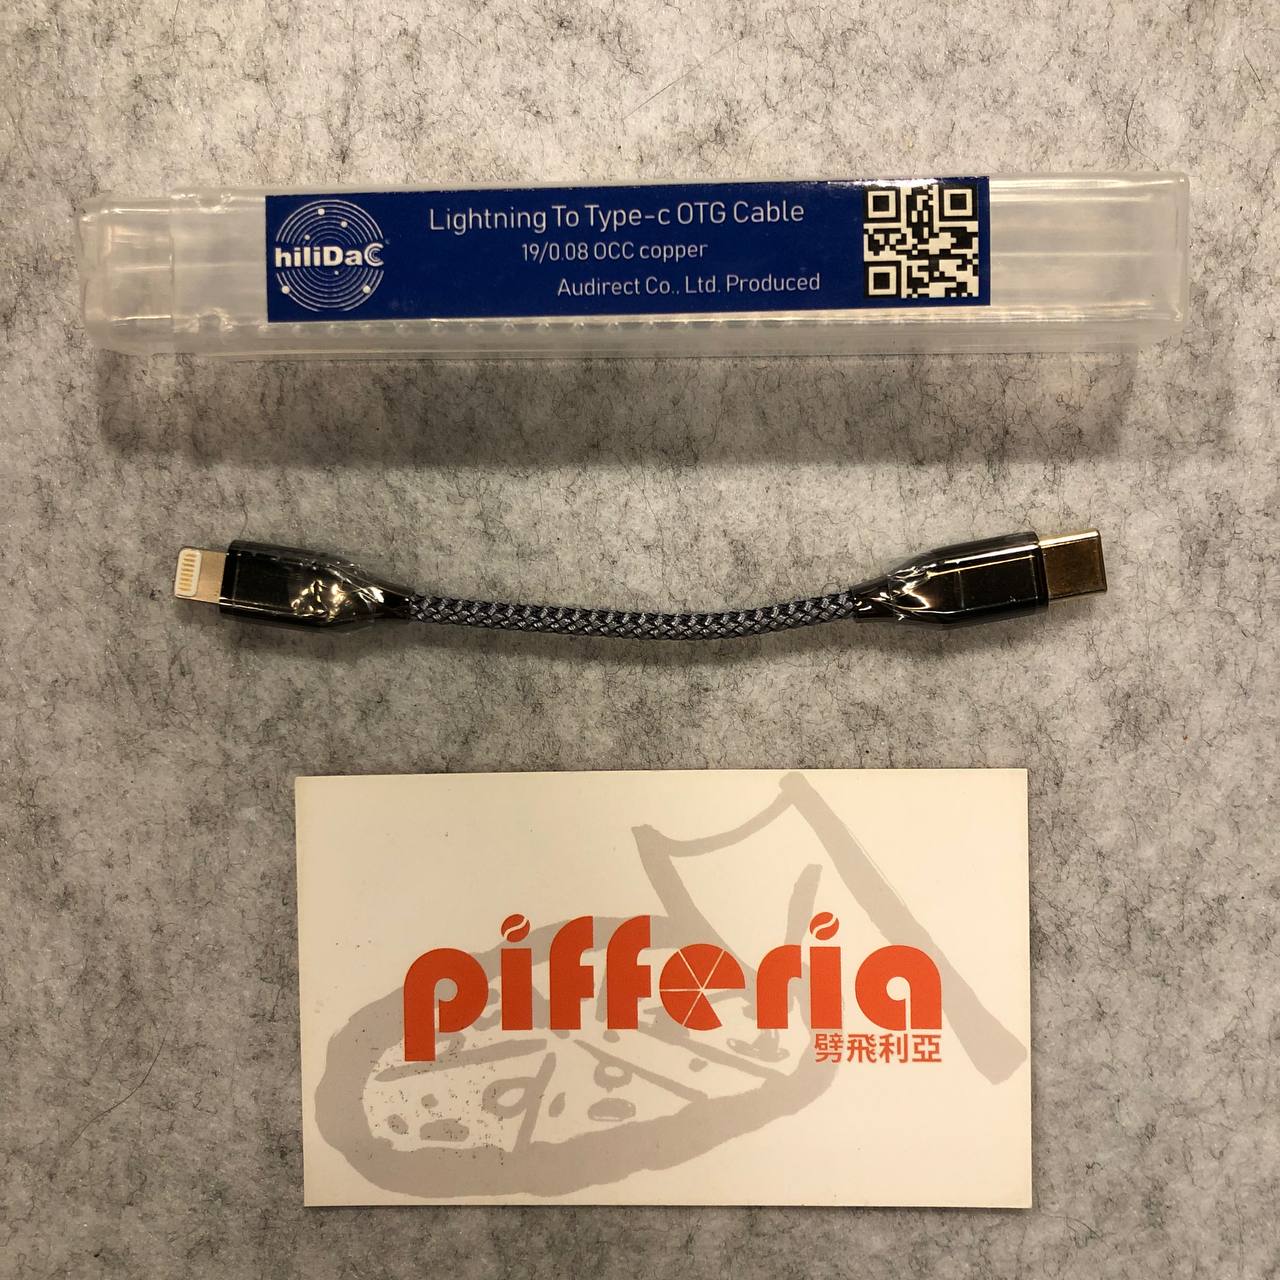 hiliDaC
Lightning To Type-c OTG Cable
19/0.08 OCC copper
Audirect Co., Ltd. Produced
pifferia
劈飛利亞